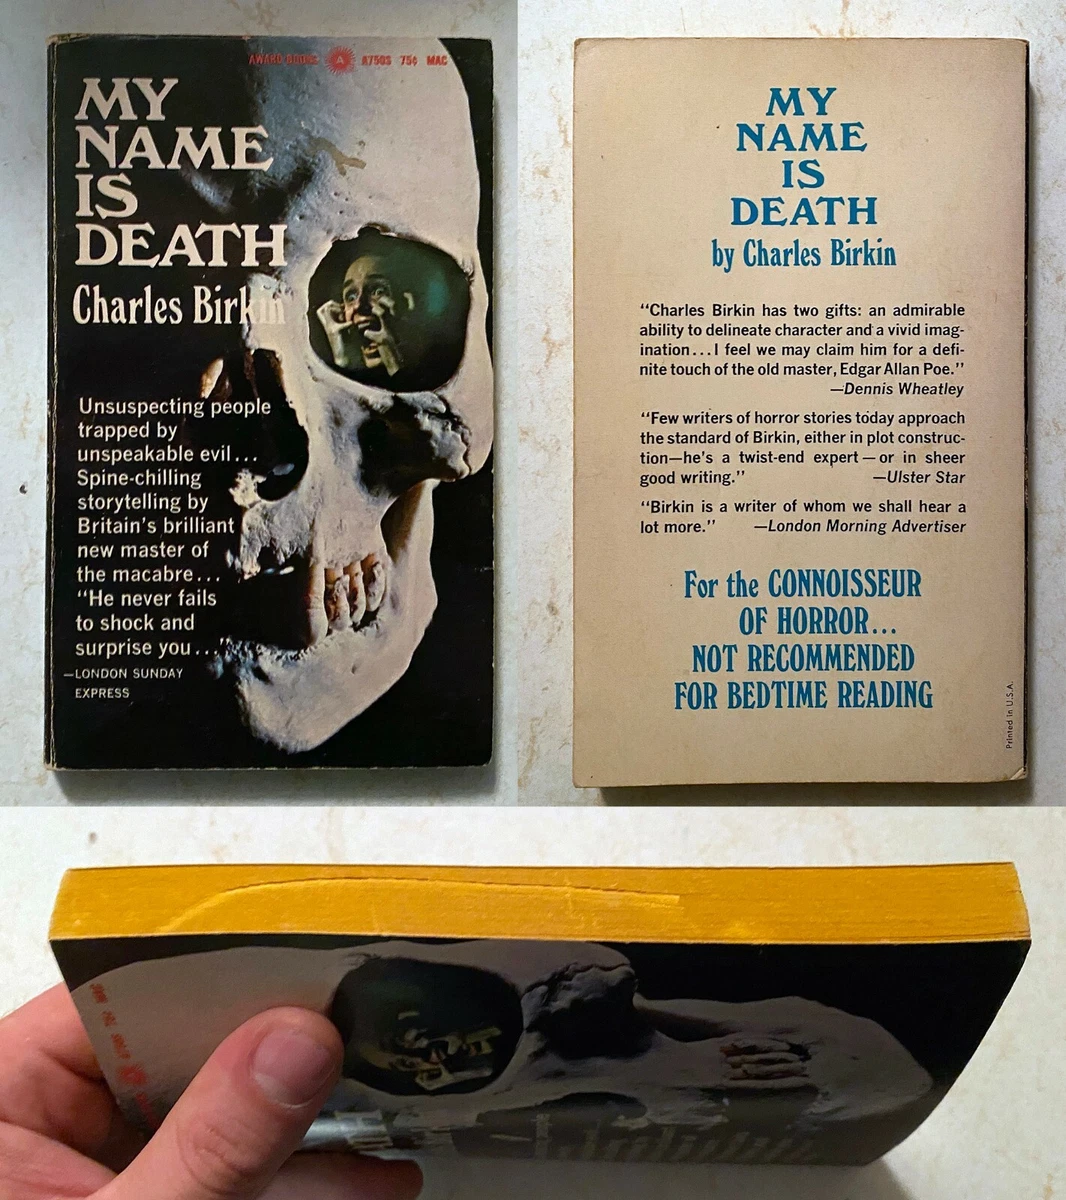 AWARD BOOKS A A750S 75¢ MAC
MY
NAME
IS
DEATH
Charles Birkin
Unsuspecting people
trapped by
unspeakable evil...
Spine-chilling
storytelling by
Britain's brilliant
new master of
the macabre...
"He never fails
to shock and
surprise you..."
—LONDON SUNDAY
EXPRESS
MY
NAME
IS
DEATH
by Charles Birkin
"Charles Birkin has two gifts: an admirable
ability to delineate character and a vivid imag-
ination...I feel we may claim him for a defi-
nite touch of the old master, Edgar Allan Poe."
—Dennis Wheatley
"Few writers of horror stories today approach
the standard of Birkin, either in plot construc-
tion—he's a twist-end expert—or in sheer
good writing."
—Ulster Star
"Birkin is a writer of whom we shall hear a
lot more." —London Morning Advertiser
For the CONNOISSEUR
OF HORROR...
NOT RECOMMENDED
FOR BEDTIME READING
Printed in U.S.A.